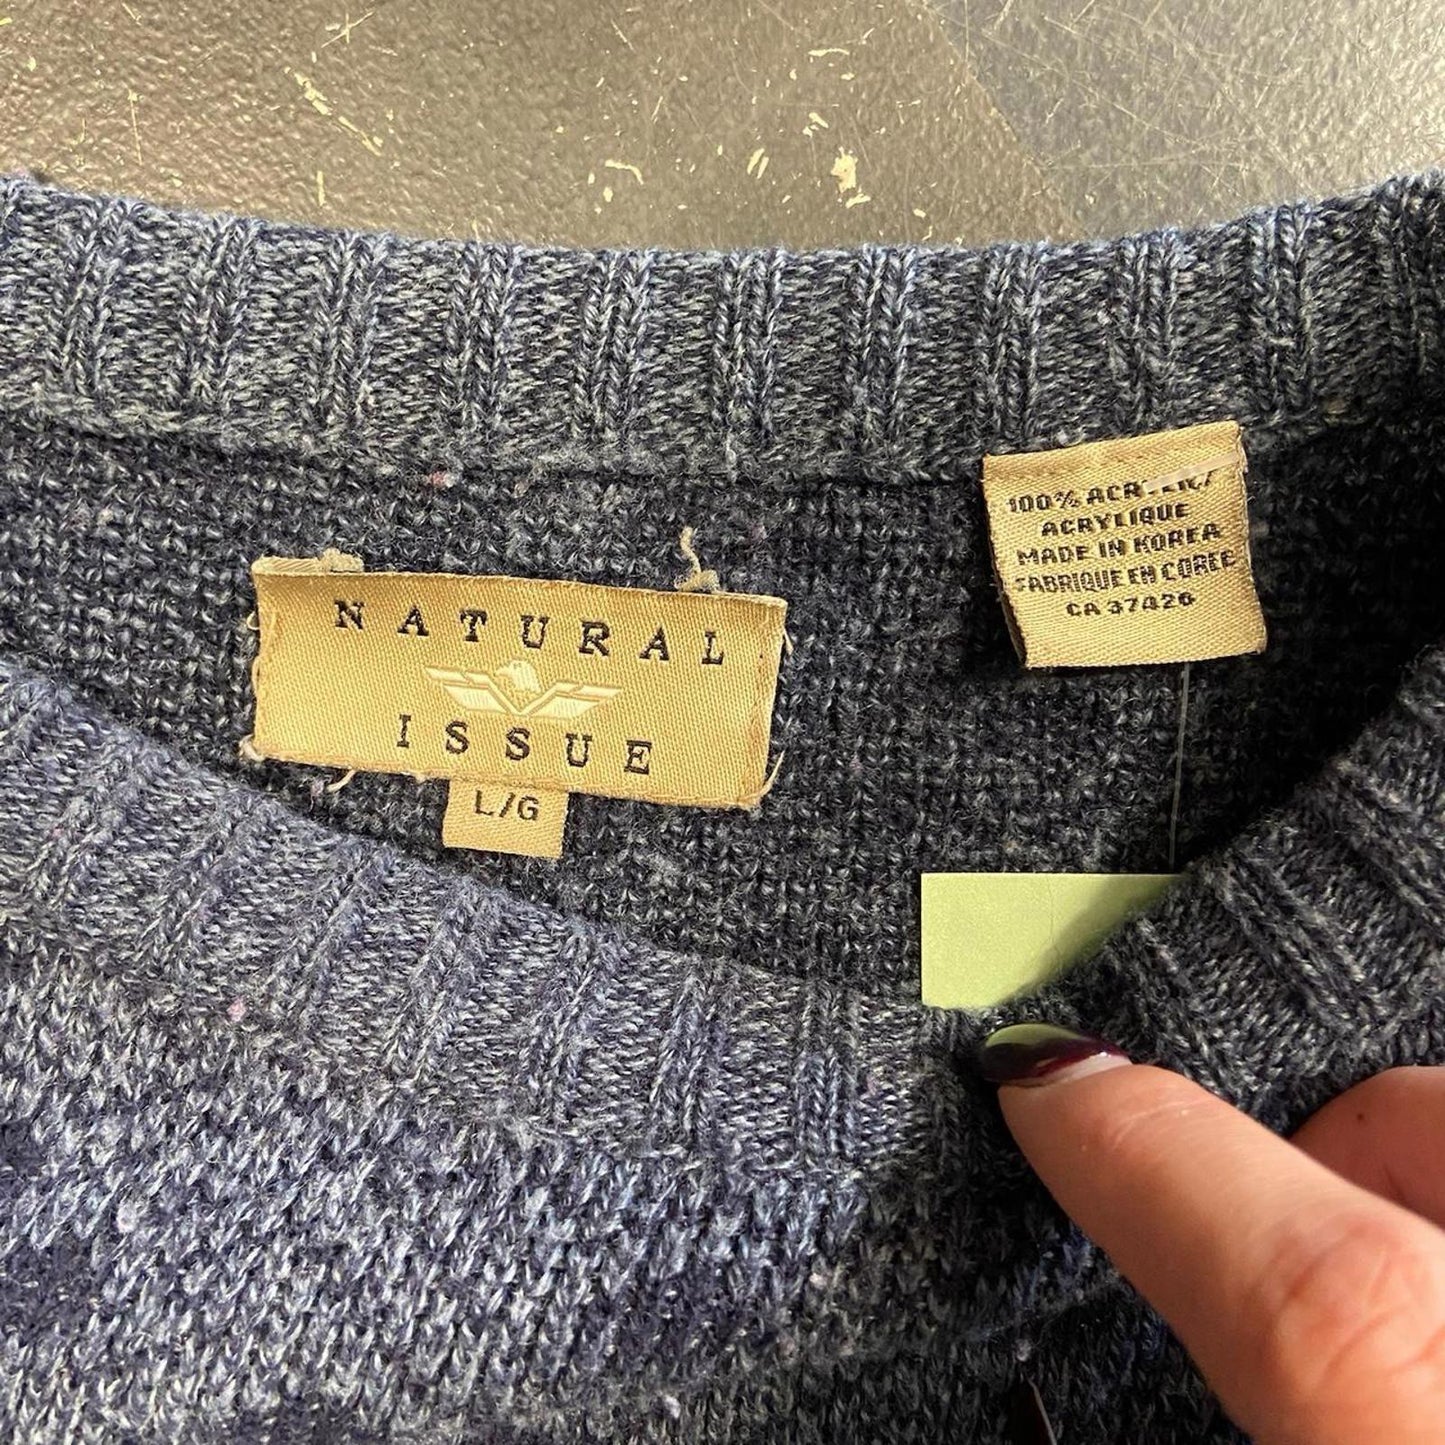 NATURAL
ISSUE
L/G
100% ACRYLIC/
ACRYLIQUE
MADE IN KOREA
FABRIQUE EN COREE
CA 37426